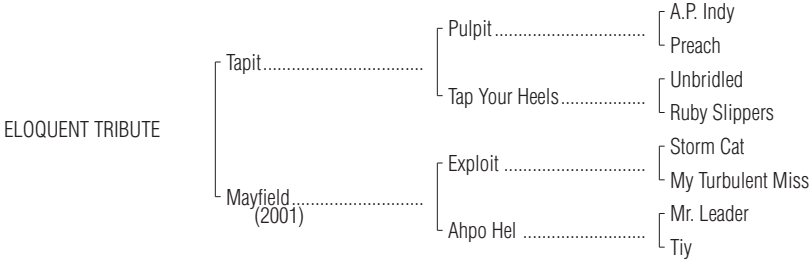 A.P. Indy
Pulpit
Preach
Tapit
Unbridled
Tap Your Heels
Ruby Slippers
ELOQUENT TRIBUTE
Storm Cat
Exploit
My Turbulent Miss
Mayfield
(2001)
Mr. Leader
Ahpo Hel
Tiy